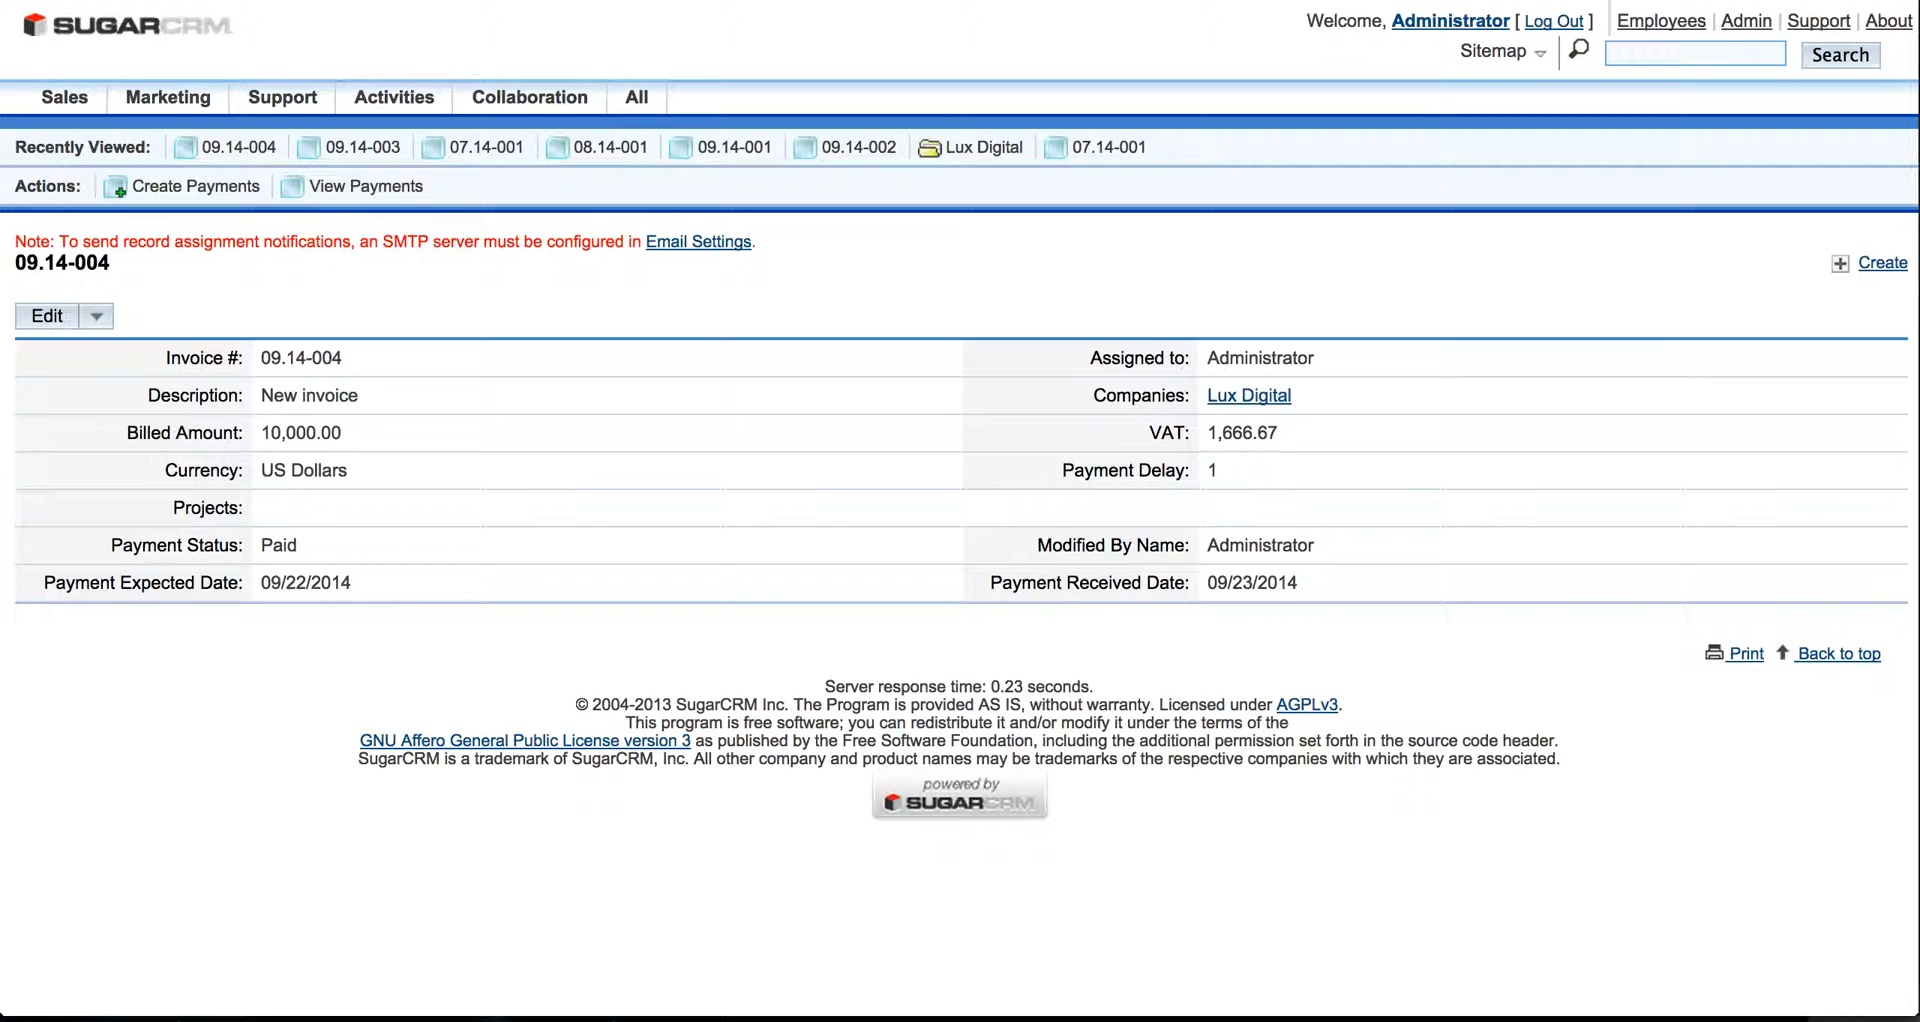 SUGARCRM
Welcome, Administrator [ Log Out ] Employees Admin Support About
Sitemap Search
Sales Marketing Support Activities Collaboration All
Recently Viewed: 09.14-004 09.14-003 07.14-001 08.14-001 09.14-001 09.14-002 Lux Digital 07.14-001
Actions: Create Payments View Payments
Note: To send record assignment notifications, an SMTP server must be configured in Email Settings.
09.14-004 Create
Edit
Invoice #: 09.14-004 Assigned to: Administrator
Description: New invoice Companies: Lux Digital
Billed Amount: 10,000.00 VAT: 1,666.67
Currency: US Dollars Payment Delay: 1
Projects:
Payment Status: Paid Modified By Name: Administrator
Payment Expected Date: 09/22/2014 Payment Received Date: 09/23/2014
Print Back to top
Server response time: 0.23 seconds.
© 2004-2013 SugarCRM Inc. The Program is provided AS IS, without warranty. Licensed under AGPLv3.
This program is free software; you can redistribute it and/or modify it under the terms of the
GNU Affero General Public License version 3 as published by the Free Software Foundation, including the additional permission set forth in the source code header.
SugarCRM is a trademark of SugarCRM, Inc. All other company and product names may be trademarks of the respective companies with which they are associated.
powered by
SUGARCRM